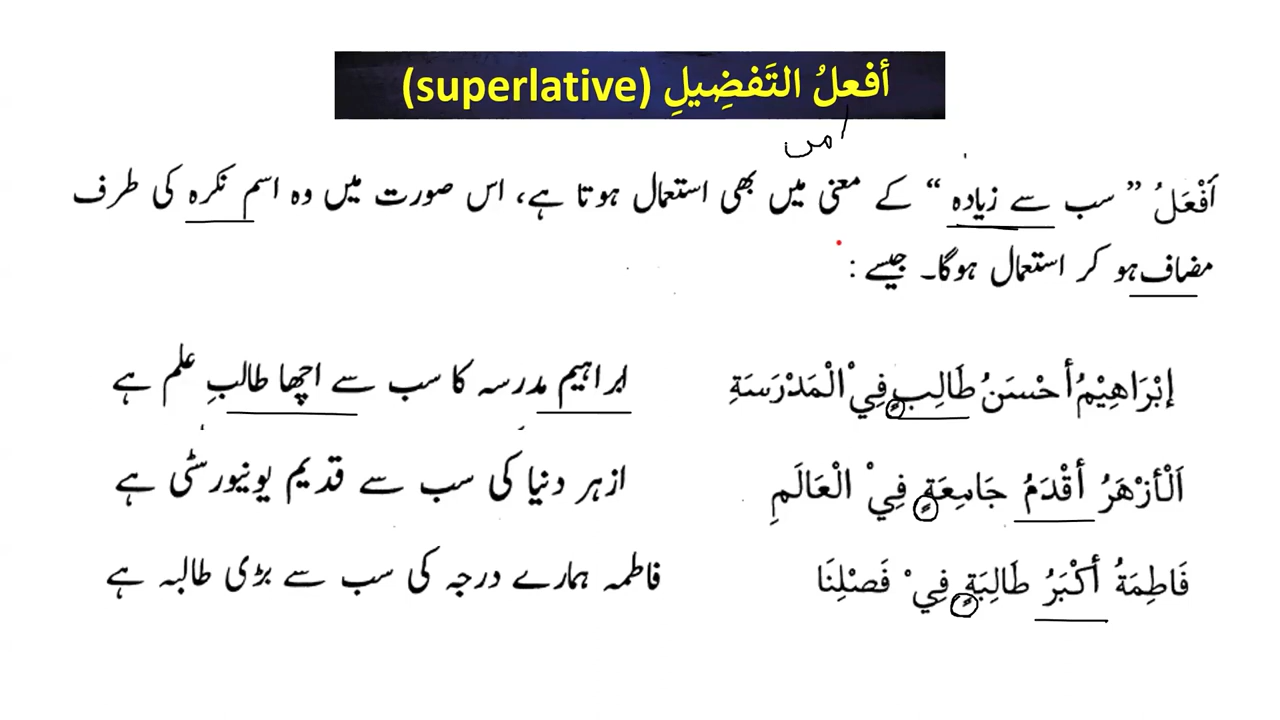 أفعلُ التَفضِيلِ (superlative)
من
أَفْعَلُ ”سب سے زیادہ“ کے معنی میں بھی استعمال ہوتا ہے، اس صورت میں وہ اسم نکرہ کی طرف
مضاف ہو کر استعمال ہوگا۔ جیسے :
إِبْرَاهِيْمُ أَحْسَنُ طَالِبٍ فِيْ الْمَدْرَسَةِ ابراہیم مدرسہ کا سب سے اچھا طالبِ علم ہے
اَلْأَزْهَرُ أَقْدَمُ جَامِعَةٍ فِيْ الْعَالَمِ ازہر دنیا کی سب سے قدیم یونیورسٹی ہے
فَاطِمَةُ أَكْبَرُ طَالِبَةٍ فِيْ فَصْلِنَا فاطمہ ہمارے درجہ کی سب سے بڑی طالبہ ہے